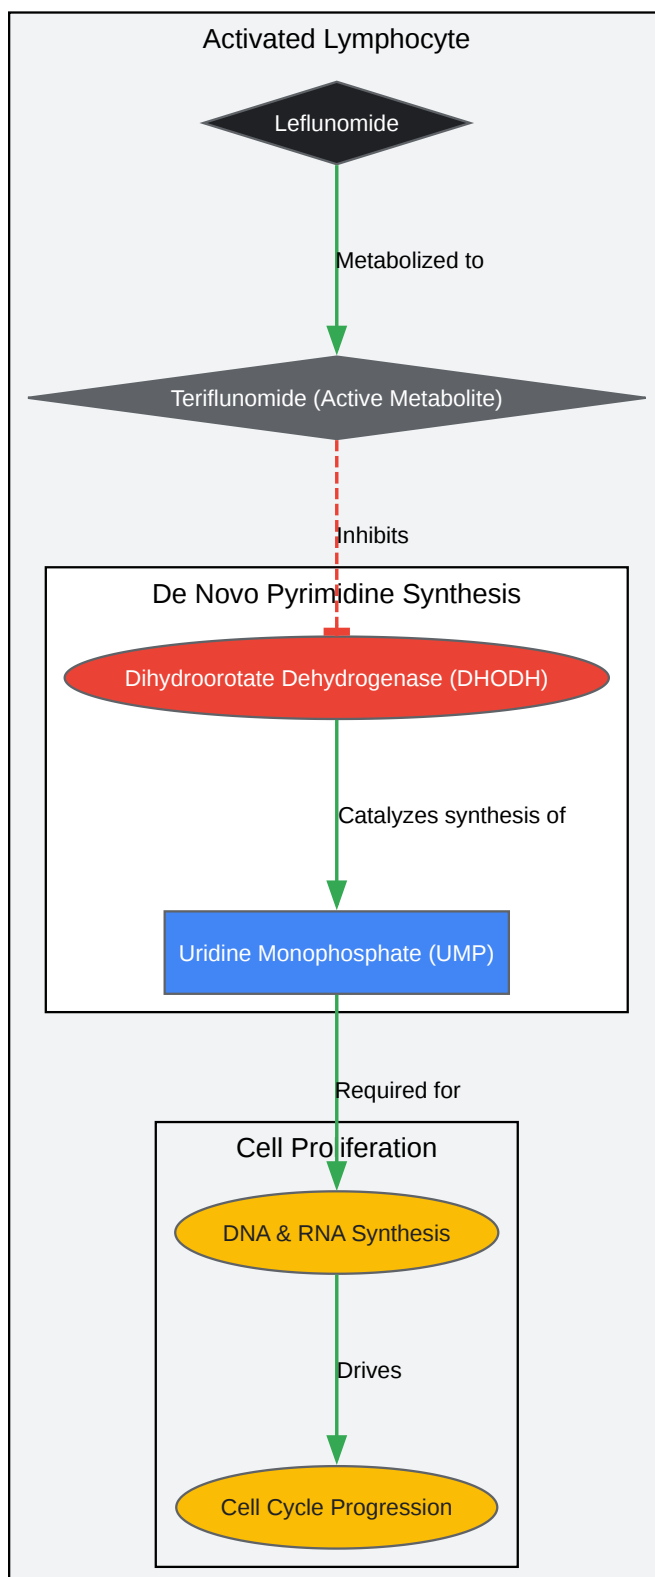 Activated Lymphocyte
Leflunomide
Metabolized to
Teriflunomide (Active Metabolite)
Inhibits
De Novo Pyrimidine Synthesis
Dihydroorotate Dehydrogenase (DHODH)
Catalyzes synthesis of
Uridine Monophosphate (UMP)
Required for
Cell Proliferation
DNA & RNA Synthesis
Drives
Cell Cycle Progression